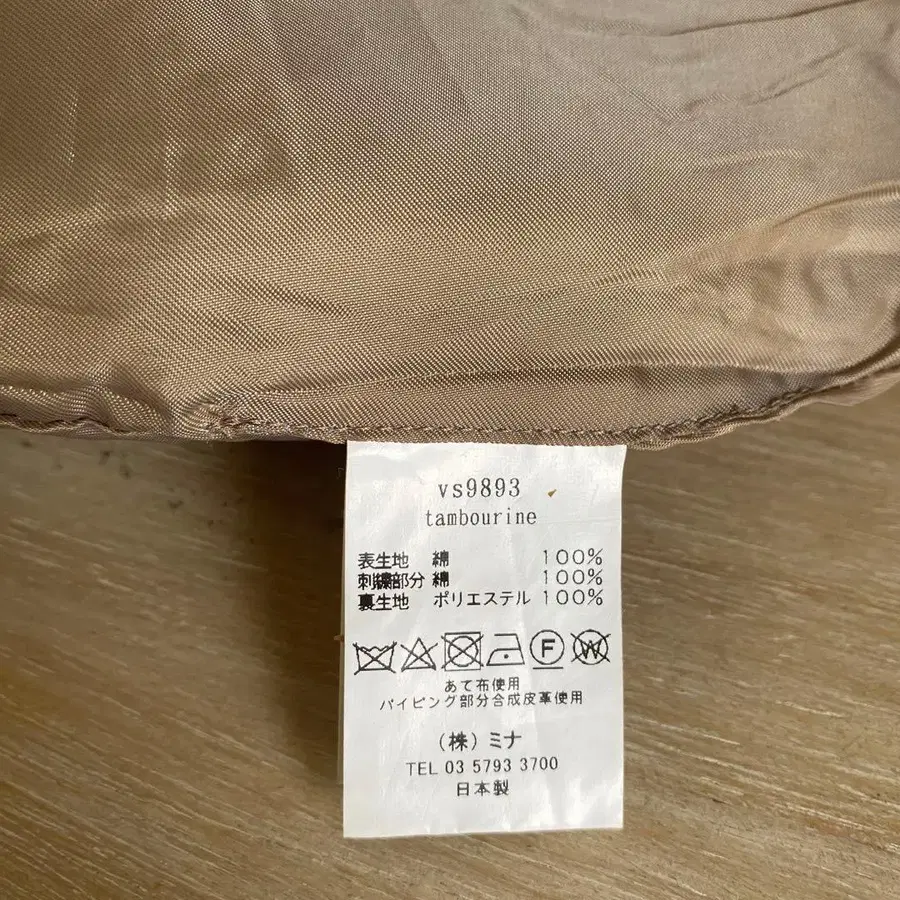 vs9893
tambourine
表生地 綿 100%
刺繍部分 綿 100%
裏生地 ポリエステル 100%
F W
あて布使用
パイピング部分合成皮革使用
(株)ミナ
TEL 03 5793 3700
日本製